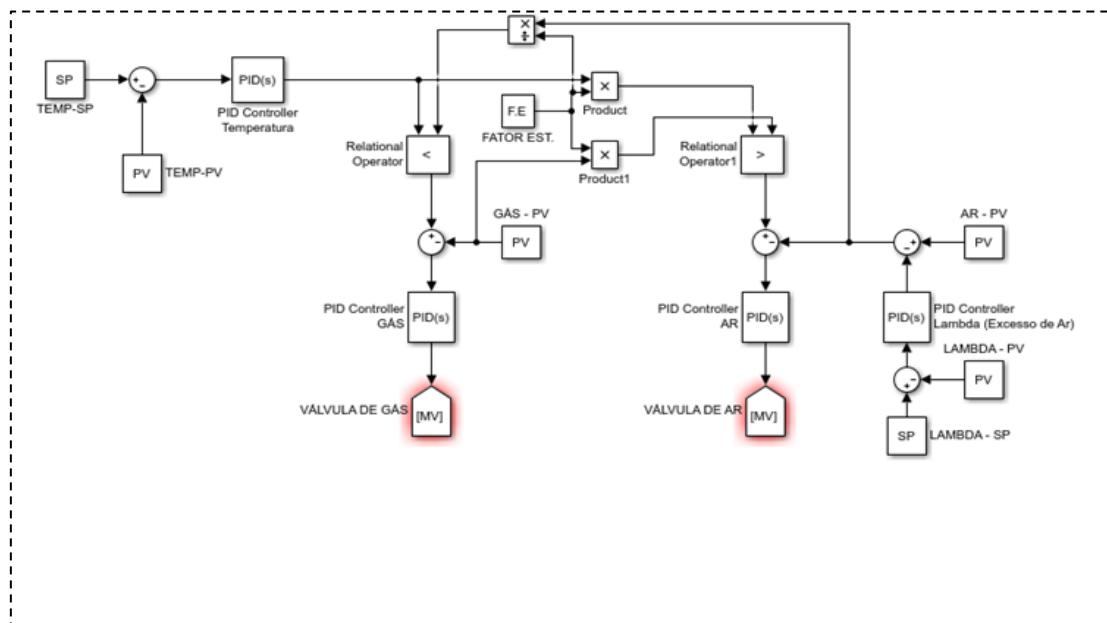 ×
÷
SP
TEMP-SP
+
-
PID(s)
PID Controller
Temperatura
PV
TEMP-PV
F.E
FATOR EST.
×
Product
×
Product1
Relational
Operator
<
Relational
Operator1
>
GÁS - PV
PV
+
-
+
-
AR - PV
PV
-
+
PID Controller
GÁS
PID(s)
PID Controller
AR
PID(s)
PID(s)
PID Controller
Lambda (Excesso de Ar)
LAMBDA - PV
PV
-
+
VÁLVULA DE GÁS
[MV]
VÁLVULA DE AR
[MV]
SP
LAMBDA - SP